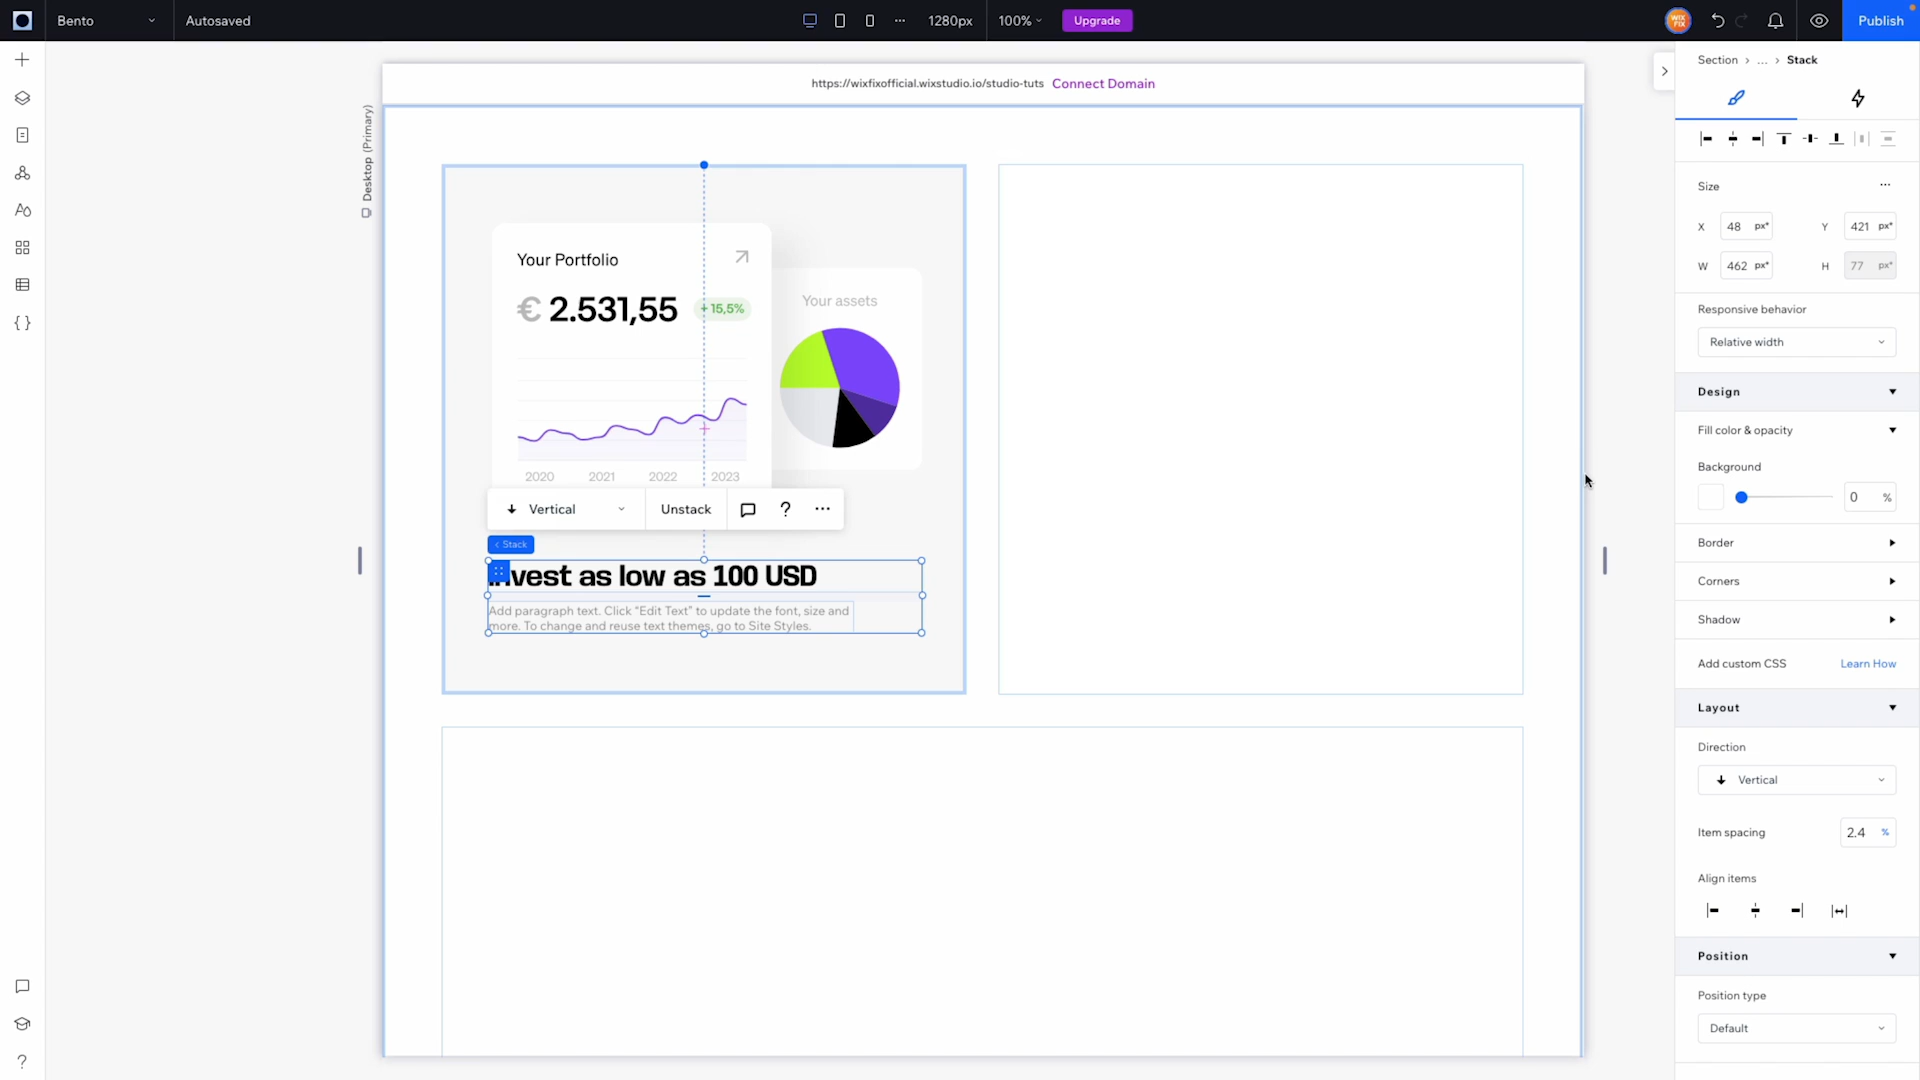 Bento
Autosaved
1280px
100%
Upgrade
Publish
https://wixfixofficial.wixstudio.io/studio-tuts Connect Domain
Desktop (Primary)
Your Portfolio
€ 2.531,55
+15,5%
2020
2021
2022
2023
Your assets
Vertical
Unstack
?
< Stack
vest as low as 100 USD
Add paragraph text. Click "Edit Text" to update the font, size and
more. To change and reuse text themes, go to Site Styles.
?
Section > ... > Stack
Size
X 48 px*
Y 421 px*
W 462 px*
H 77 px*
Responsive behavior
Relative width
Design
Fill color & opacity
Background
0 %
Border
Corners
Shadow
Add custom CSS
Learn How
Layout
Direction
Vertical
Item spacing
2.4 %
Align items
Position
Position type
Default